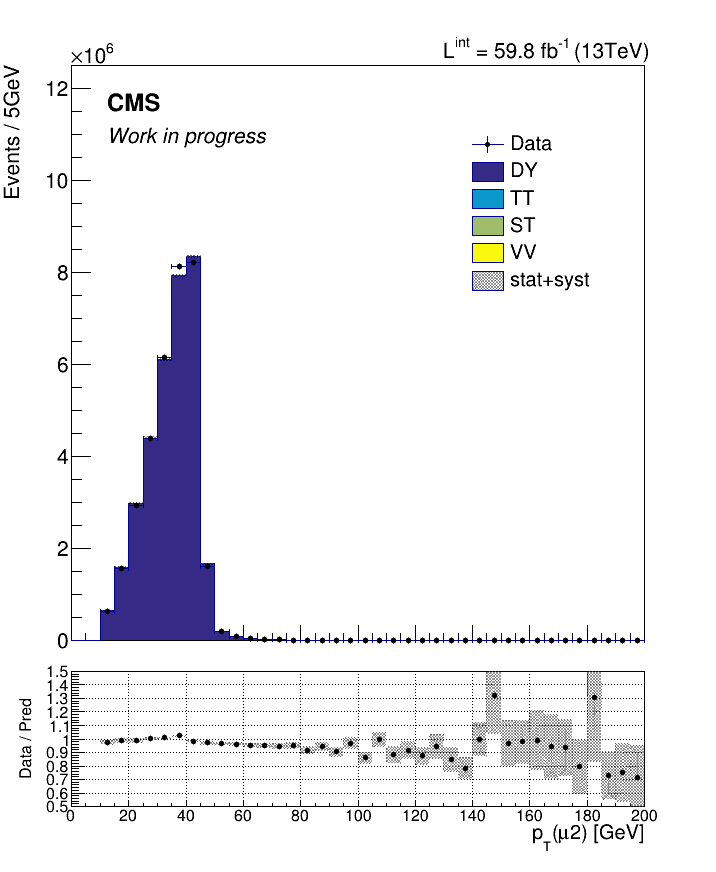 ×10⁶
L^int = 59.8 fb⁻¹ (13TeV)
Events / 5GeV
12
10
8
6
4
2
0
CMS
Work in progress
Data
DY
TT
ST
VV
stat+syst
Data / Pred
1.5
1.4
1.3
1.2
1.1
1
0.9
0.8
0.7
0.6
0.5
0 20 40 60 80 100 120 140 160 180 200
p_T(μ2) [GeV]